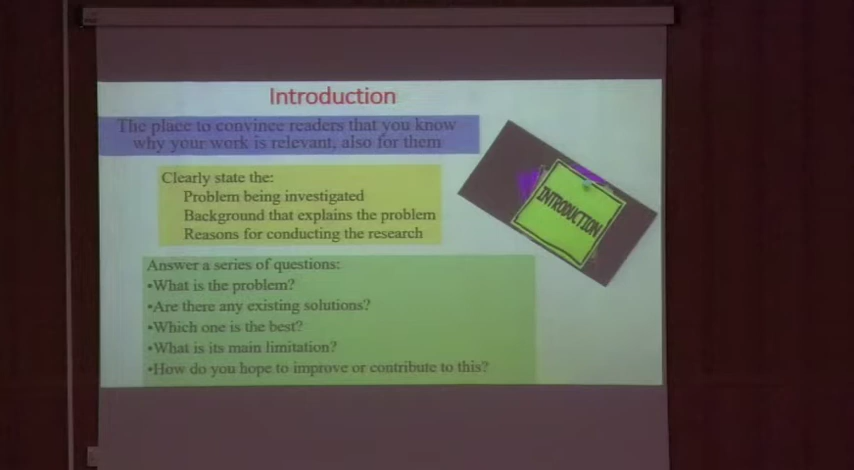 Introduction
The place to convince readers that you know
why your work is relevant, also for them
Clearly state the:
Problem being investigated
Background that explains the problem
Reasons for conducting the research
INTRODUCTION
Answer a series of questions:
•What is the problem?
•Are there any existing solutions?
•Which one is the best?
•What is its main limitation?
•How do you hope to improve or contribute to this?